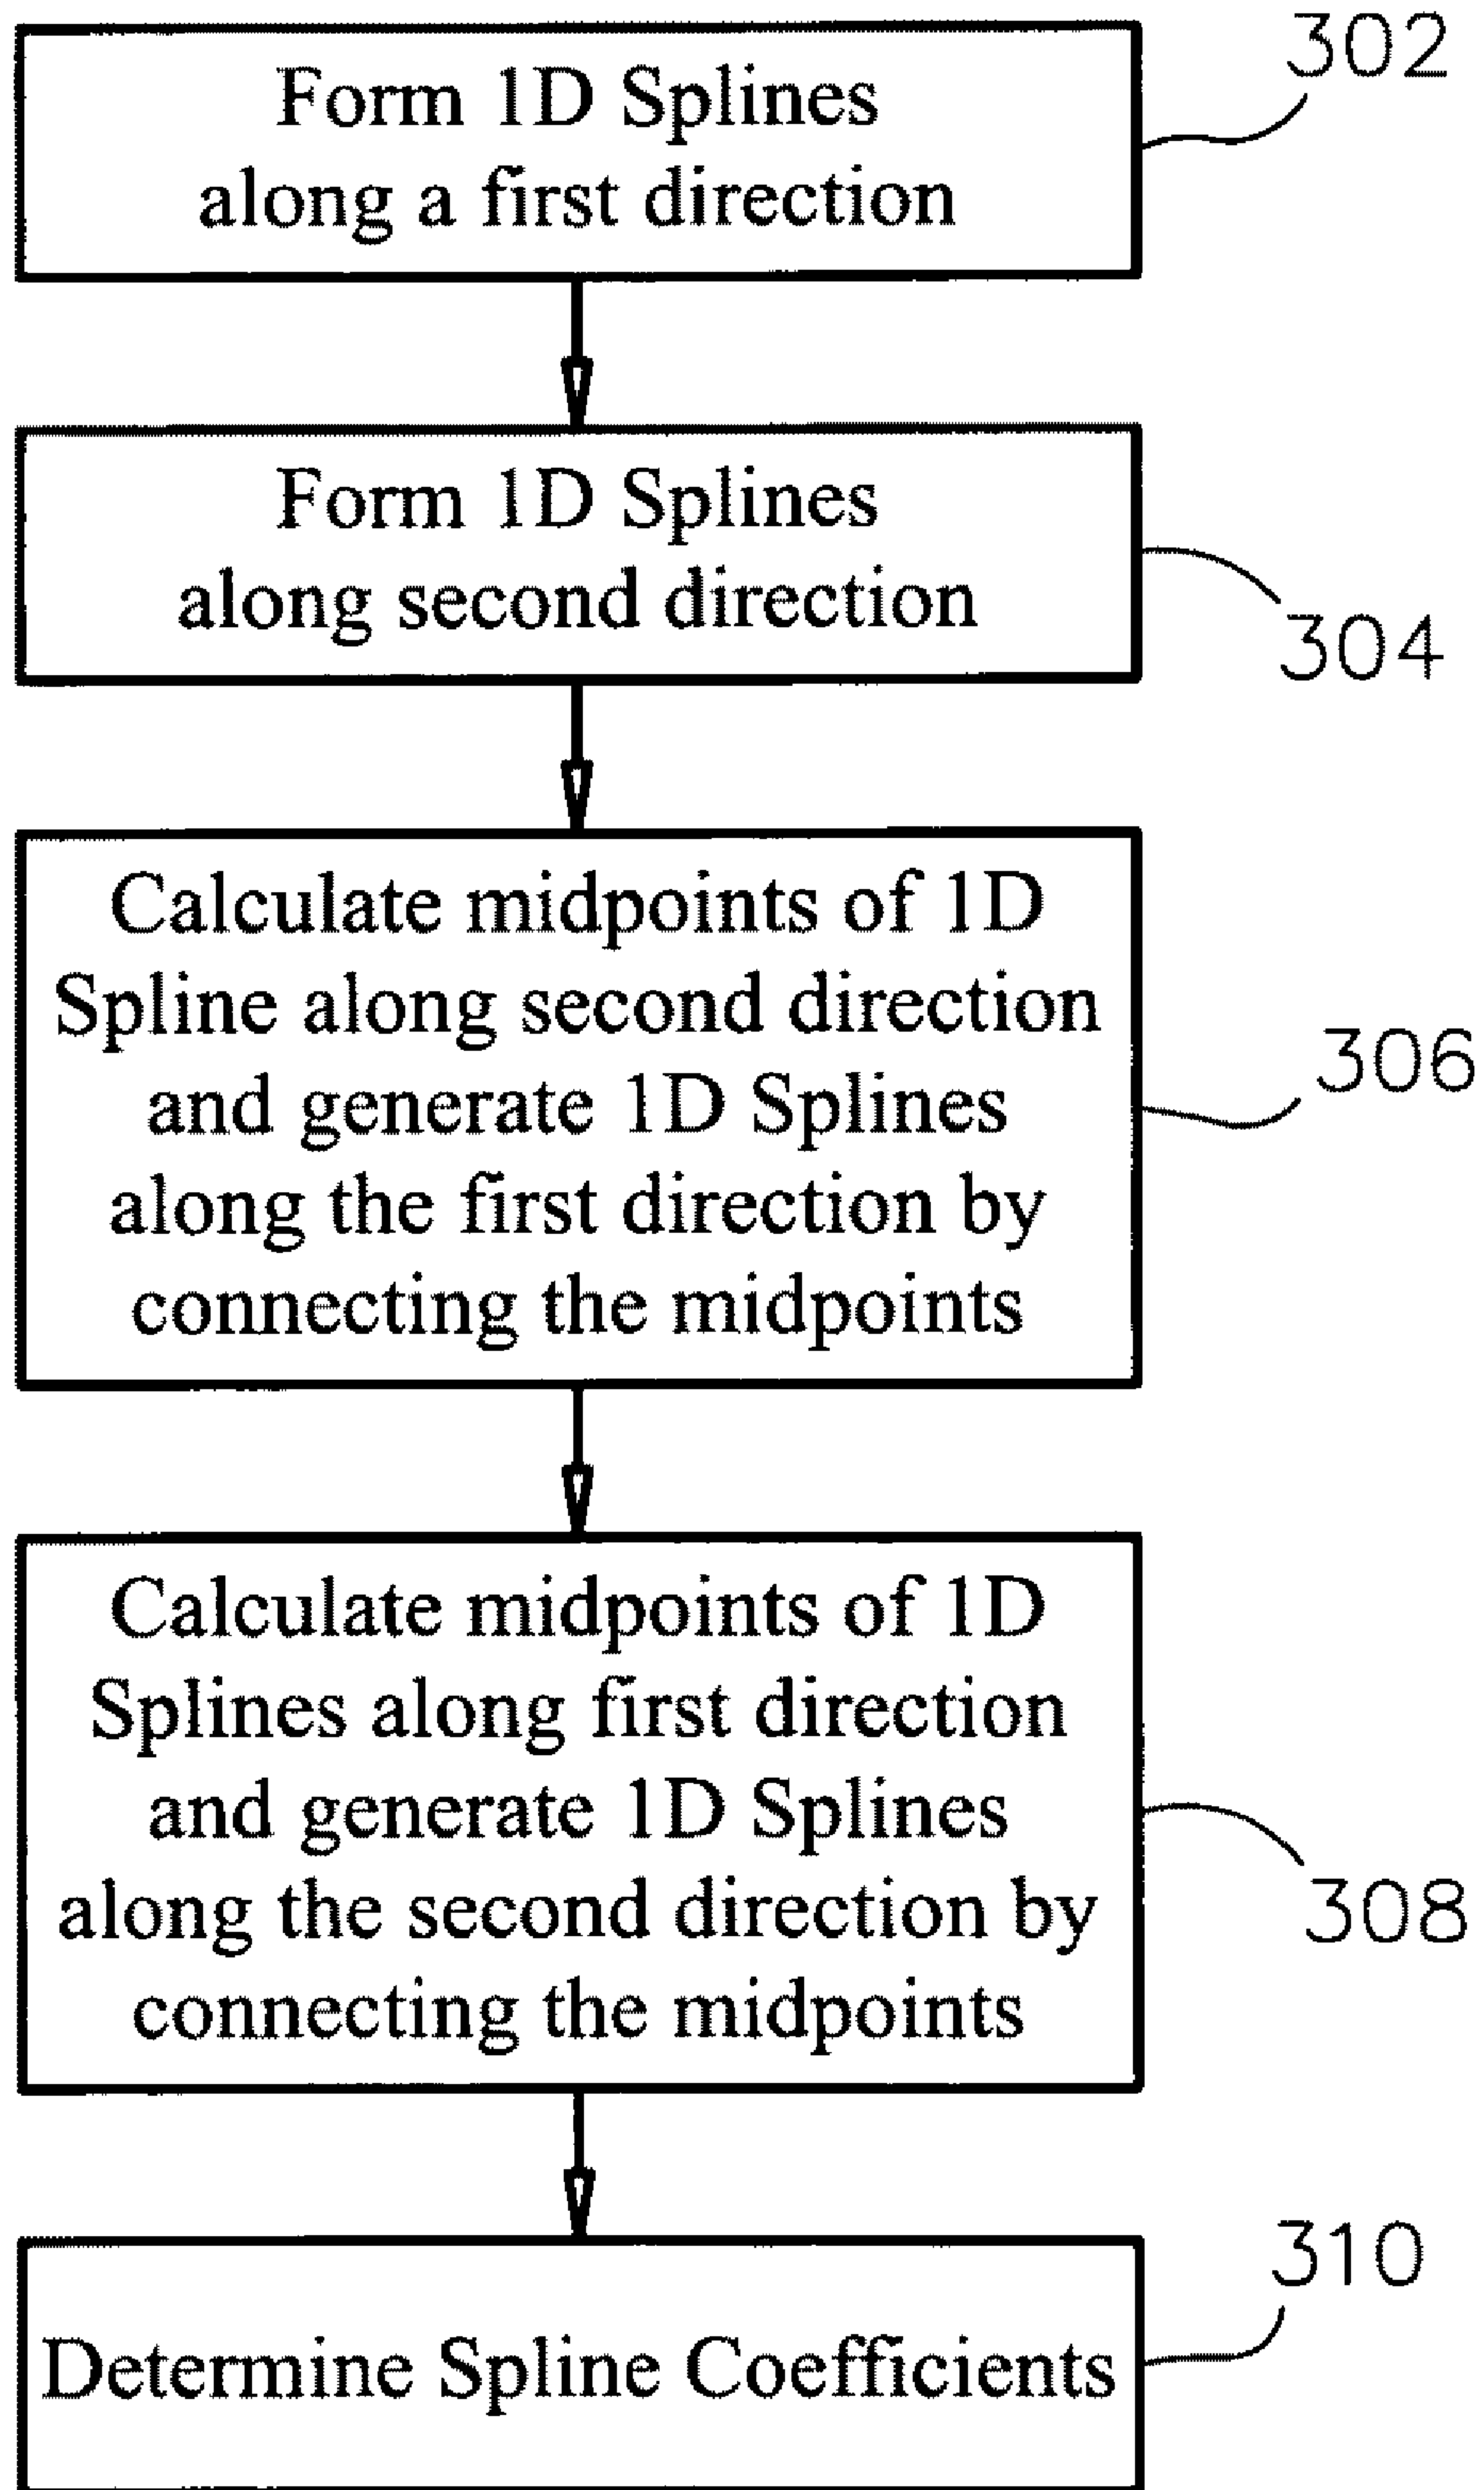 302
Form 1D Splines
along a first direction
Form 1D Splines
along second direction
304
Calculate midpoints of 1D
Spline along second direction
and generate 1D Splines
along the first direction by
connecting the midpoints
306
Calculate midpoints of 1D
Splines along first direction
and generate 1D Splines
along the second direction by
connecting the midpoints
308
310
Determine Spline Coefficients